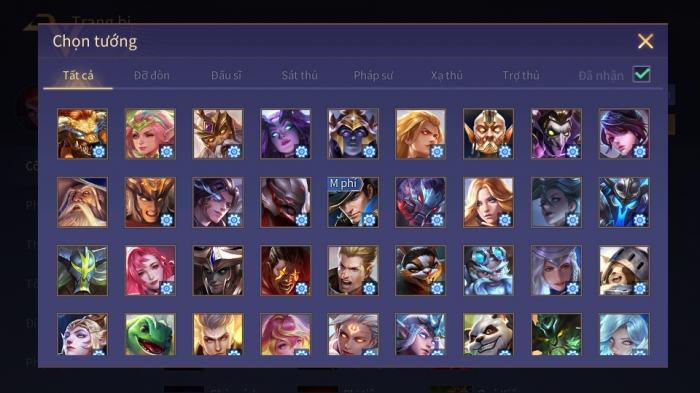 Trang bị
Chọn tướng
Tất cả Đỡ đòn Đấu sĩ Sát thủ Pháp sư Xạ thủ Trợ thủ Đã nhận
M phí